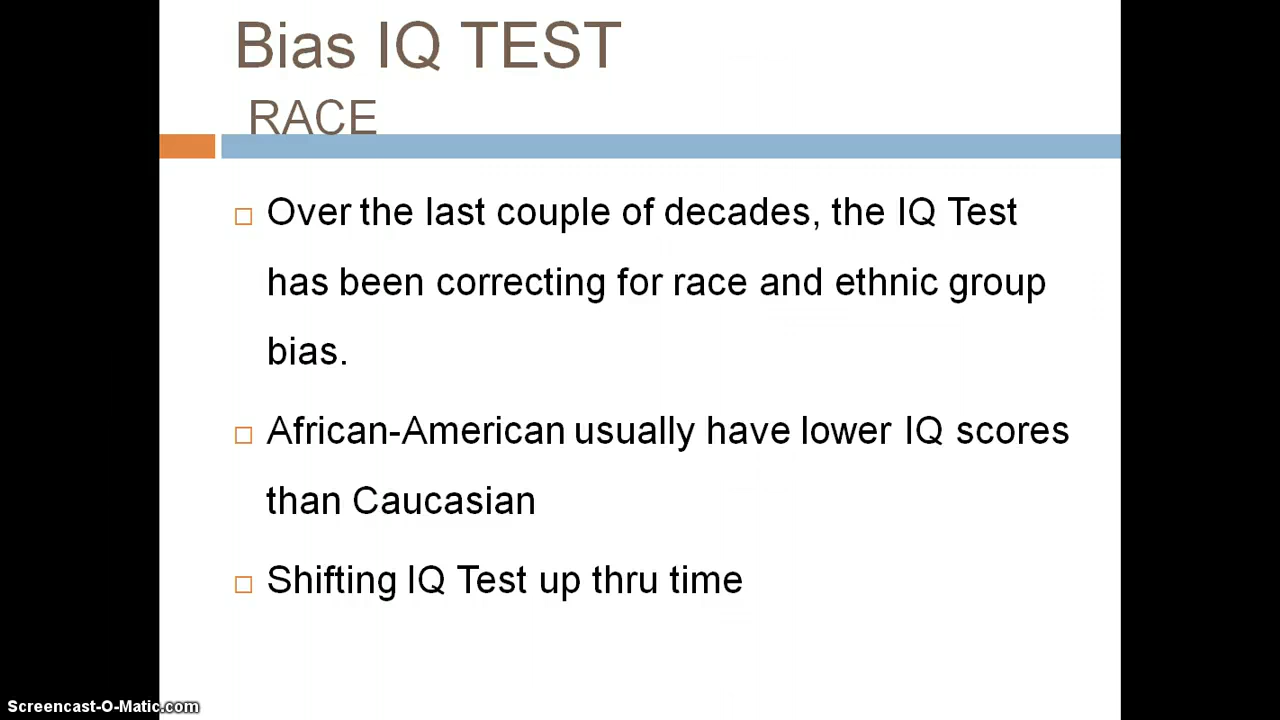 Bias IQ TEST
RACE
Over the last couple of decades, the IQ Test
has been correcting for race and ethnic group
bias.
African-American usually have lower IQ scores
than Caucasian
Shifting IQ Test up thru time
Screencast-O-Matic.com